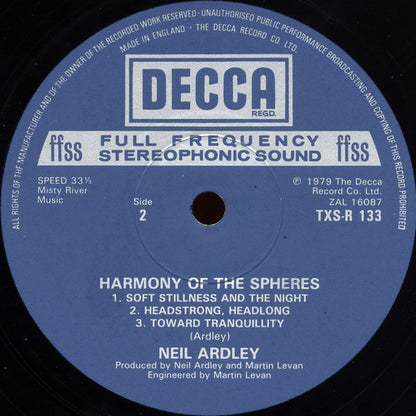 ALL RIGHTS OF THE MANUFACTURER AND OF THE OWNER OF THE RECORDED WORK RESERVED · UNAUTHORISED PUBLIC PERFORMANCE BROADCASTING AND COPYING OF THIS RECORD PROHIBITED
MADE IN ENGLAND · THE DECCA RECORD CO LTD.
DECCA
REGD.
ffss FULL FREQUENCY STEREOPHONIC SOUND ffss
SPEED 33⅓
Misty River
Music
Side
2
℗ 1979 The Decca
Record Co. Ltd.
ZAL 16087
TXS-R 133
HARMONY OF THE SPHERES
1. SOFT STILLNESS AND THE NIGHT
2. HEADSTRONG, HEADLONG
3. TOWARD TRANQUILLITY
(Ardley)
NEIL ARDLEY
Produced by Neil Ardley and Martin Levan
Engineered by Martin Levan